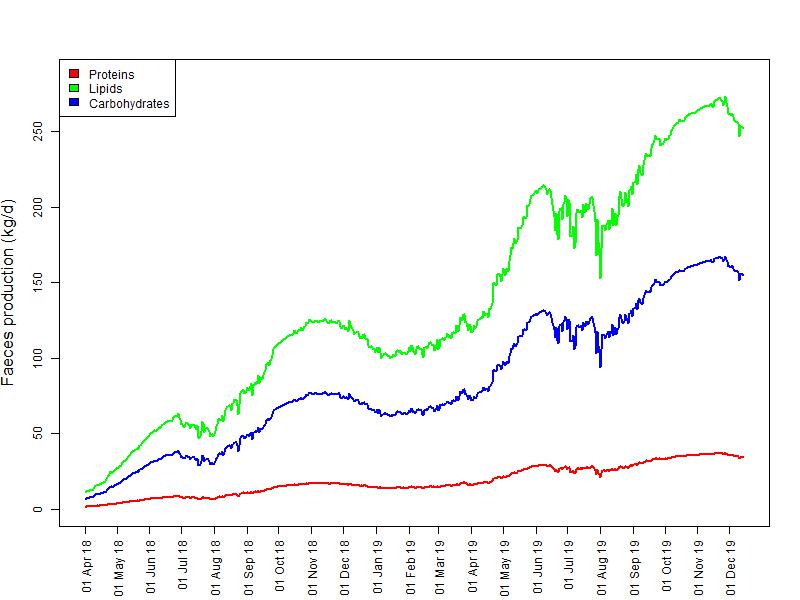 Proteins
Lipids
Carbohydrates
Faeces production (kg/d)
0
50
100
150
200
250
01 Apr 18
01 May 18
01 Jun 18
01 Jul 18
01 Aug 18
01 Sep 18
01 Oct 18
01 Nov 18
01 Dec 18
01 Jan 19
01 Feb 19
01 Mar 19
01 Apr 19
01 May 19
01 Jun 19
01 Jul 19
01 Aug 19
01 Sep 19
01 Oct 19
01 Nov 19
01 Dec 19